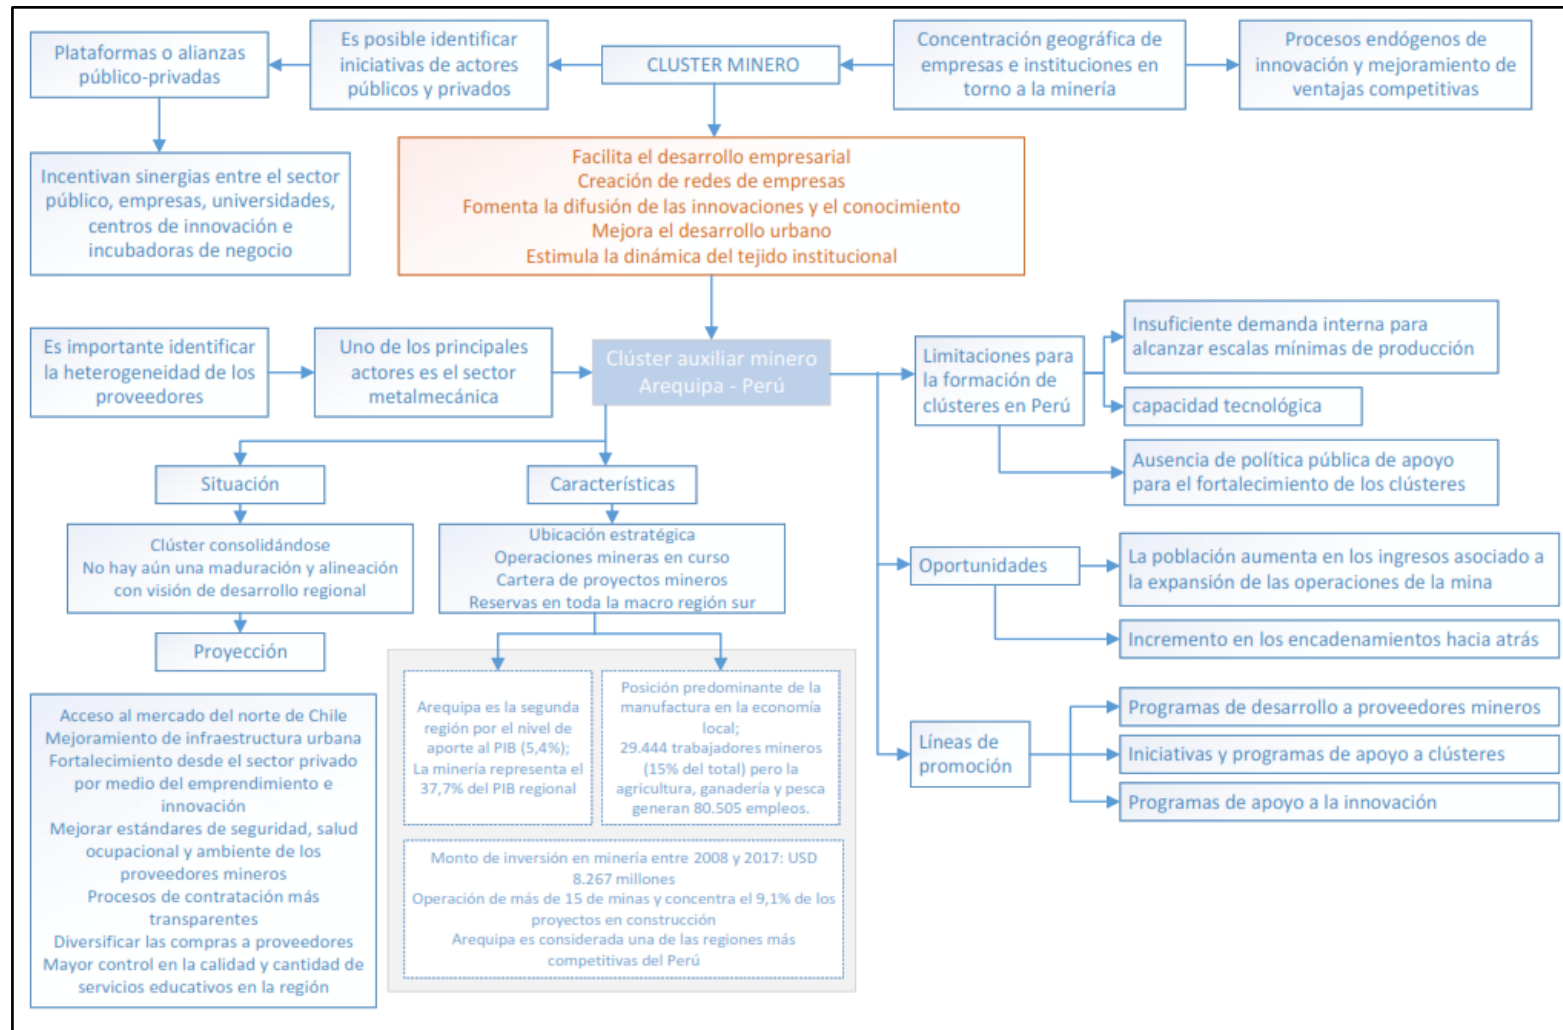 Plataformas o alianzas
público-privadas
Es posible identificar
iniciativas de actores
públicos y privados
CLUSTER MINERO
Concentración geográfica de
empresas e instituciones en
torno a la minería
Procesos endógenos de
innovación y mejoramiento de
ventajas competitivas
Incentivan sinergias entre el sector
público, empresas, universidades,
centros de innovación e
incubadoras de negocio
Facilita el desarrollo empresarial
Creación de redes de empresas
Fomenta la difusión de las innovaciones y el conocimiento
Mejora el desarrollo urbano
Estimula la dinámica del tejido institucional
Es importante identificar
la heterogeneidad de los
proveedores
Uno de los principales
actores es el sector
metalmecánica
Clúster auxiliar minero
Arequipa - Perú
Limitaciones para
la formación de
clústeres en Perú
Insuficiente demanda interna para
alcanzar escalas mínimas de producción
capacidad tecnológica
Ausencia de política pública de apoyo
para el fortalecimiento de los clústeres
Situación
Características
Clúster consolidándose
No hay aún una maduración y alineación
con visión de desarrollo regional
Ubicación estratégica
Operaciones mineras en curso
Cartera de proyectos mineros
Reservas en toda la macro región sur
Oportunidades
La población aumenta en los ingresos asociado a
la expansión de las operaciones de la mina
Incremento en los encadenamientos hacia atrás
Proyección
Acceso al mercado del norte de Chile
Mejoramiento de infraestructura urbana
Fortalecimiento desde el sector privado
por medio del emprendimiento e
innovación
Mejorar estándares de seguridad, salud
ocupacional y ambiente de los
proveedores mineros
Procesos de contratación más
transparentes
Diversificar las compras a proveedores
Mayor control en la calidad y cantidad de
servicios educativos en la región
Arequipa es la segunda
región por el nivel de
aporte al PIB (5,4%);
La minería representa el
37,7% del PIB regional
Posición predominante de la
manufactura en la economía
local;
29.444 trabajadores mineros
(15% del total) pero la
agricultura, ganadería y pesca
generan 80.505 empleos.
Monto de inversión en minería entre 2008 y 2017: USD
8.267 millones
Operación de más de 15 de minas y concentra el 9,1% de los
proyectos en construcción
Arequipa es considerada una de las regiones más
competitivas del Perú
Líneas de
promoción
Programas de desarrollo a proveedores mineros
Iniciativas y programas de apoyo a clústeres
Programas de apoyo a la innovación